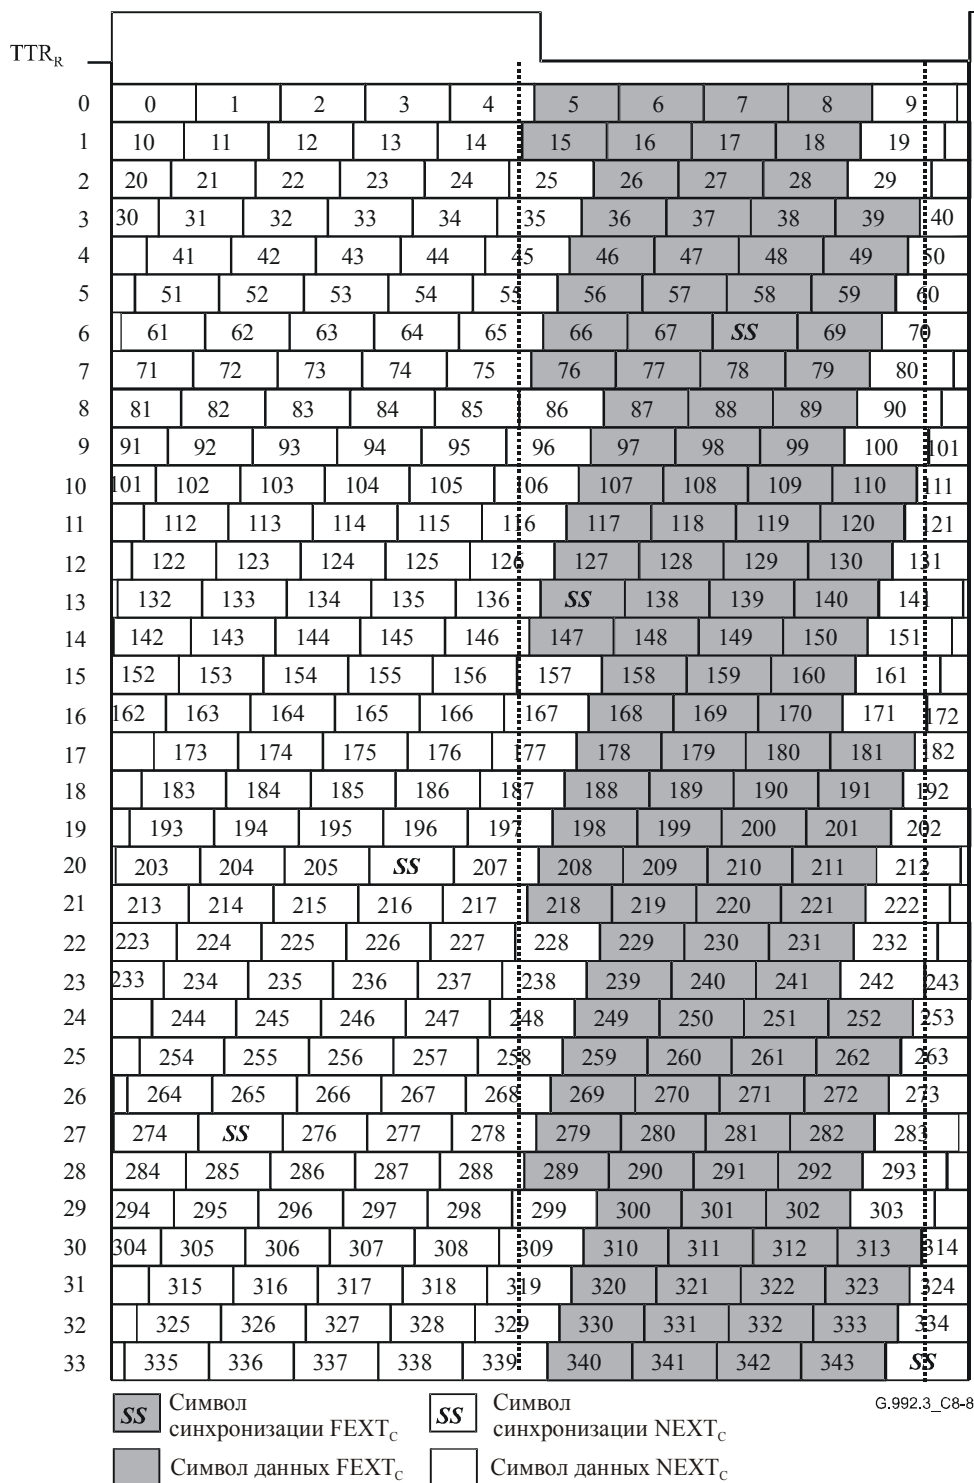 TTR_R
0 0 1 2 3 4 5 6 7 8 9
1 10 11 12 13 14 15 16 17 18 19
2 20 21 22 23 24 25 26 27 28 29
3 30 31 32 33 34 35 36 37 38 39 40
4 41 42 43 44 45 46 47 48 49 50
5 51 52 53 54 55 56 57 58 59 60
6 61 62 63 64 65 66 67 SS 69 70
7 71 72 73 74 75 76 77 78 79 80
8 81 82 83 84 85 86 87 88 89 90
9 91 92 93 94 95 96 97 98 99 100 101
10 101 102 103 104 105 106 107 108 109 110 111
11 112 113 114 115 116 117 118 119 120 121
12 122 123 124 125 126 127 128 129 130 131
13 132 133 134 135 136 SS 138 139 140 141
14 142 143 144 145 146 147 148 149 150 151
15 152 153 154 155 156 157 158 159 160 161
16 162 163 164 165 166 167 168 169 170 171 172
17 173 174 175 176 177 178 179 180 181 182
18 183 184 185 186 187 188 189 190 191 192
19 193 194 195 196 197 198 199 200 201 202
20 203 204 205 SS 207 208 209 210 211 212
21 213 214 215 216 217 218 219 220 221 222
22 223 224 225 226 227 228 229 230 231 232
23 233 234 235 236 237 238 239 240 241 242 243
24 244 245 246 247 248 249 250 251 252 253
25 254 255 256 257 258 259 260 261 262 263
26 264 265 266 267 268 269 270 271 272 273
27 274 SS 276 277 278 279 280 281 282 283
28 284 285 286 287 288 289 290 291 292 293
29 294 295 296 297 298 299 300 301 302 303
30 304 305 306 307 308 309 310 311 312 313 314
31 315 316 317 318 319 320 321 322 323 324
32 325 326 327 328 329 330 331 332 333 334
33 335 336 337 338 339 340 341 342 343 SS
SS Символ
синхронизации FEXT_C
SS Символ
синхронизации NEXT_C
G.992.3_C8-8
Символ данных FEXT_C
Символ данных NEXT_C